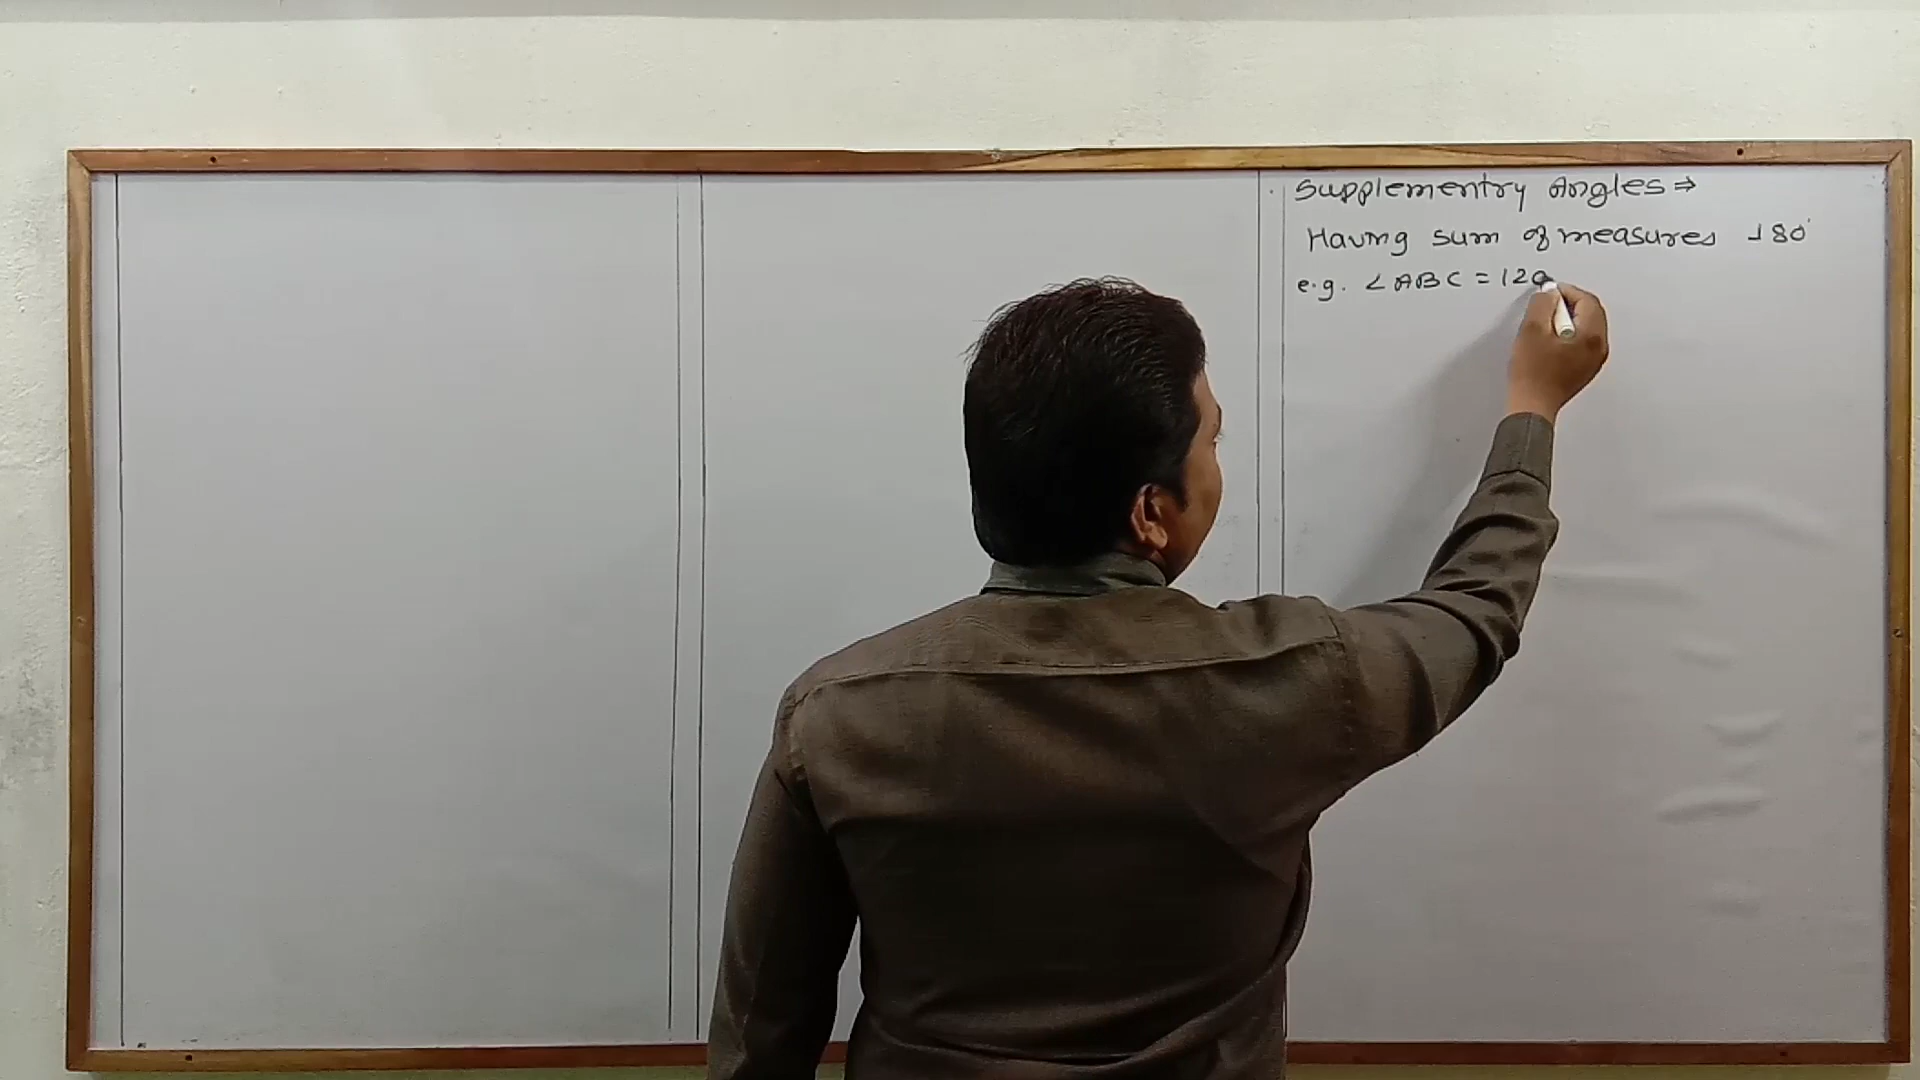 Supplementry Angles ⇒
Having sum of measures 180°
e.g. ∠ABC = 120